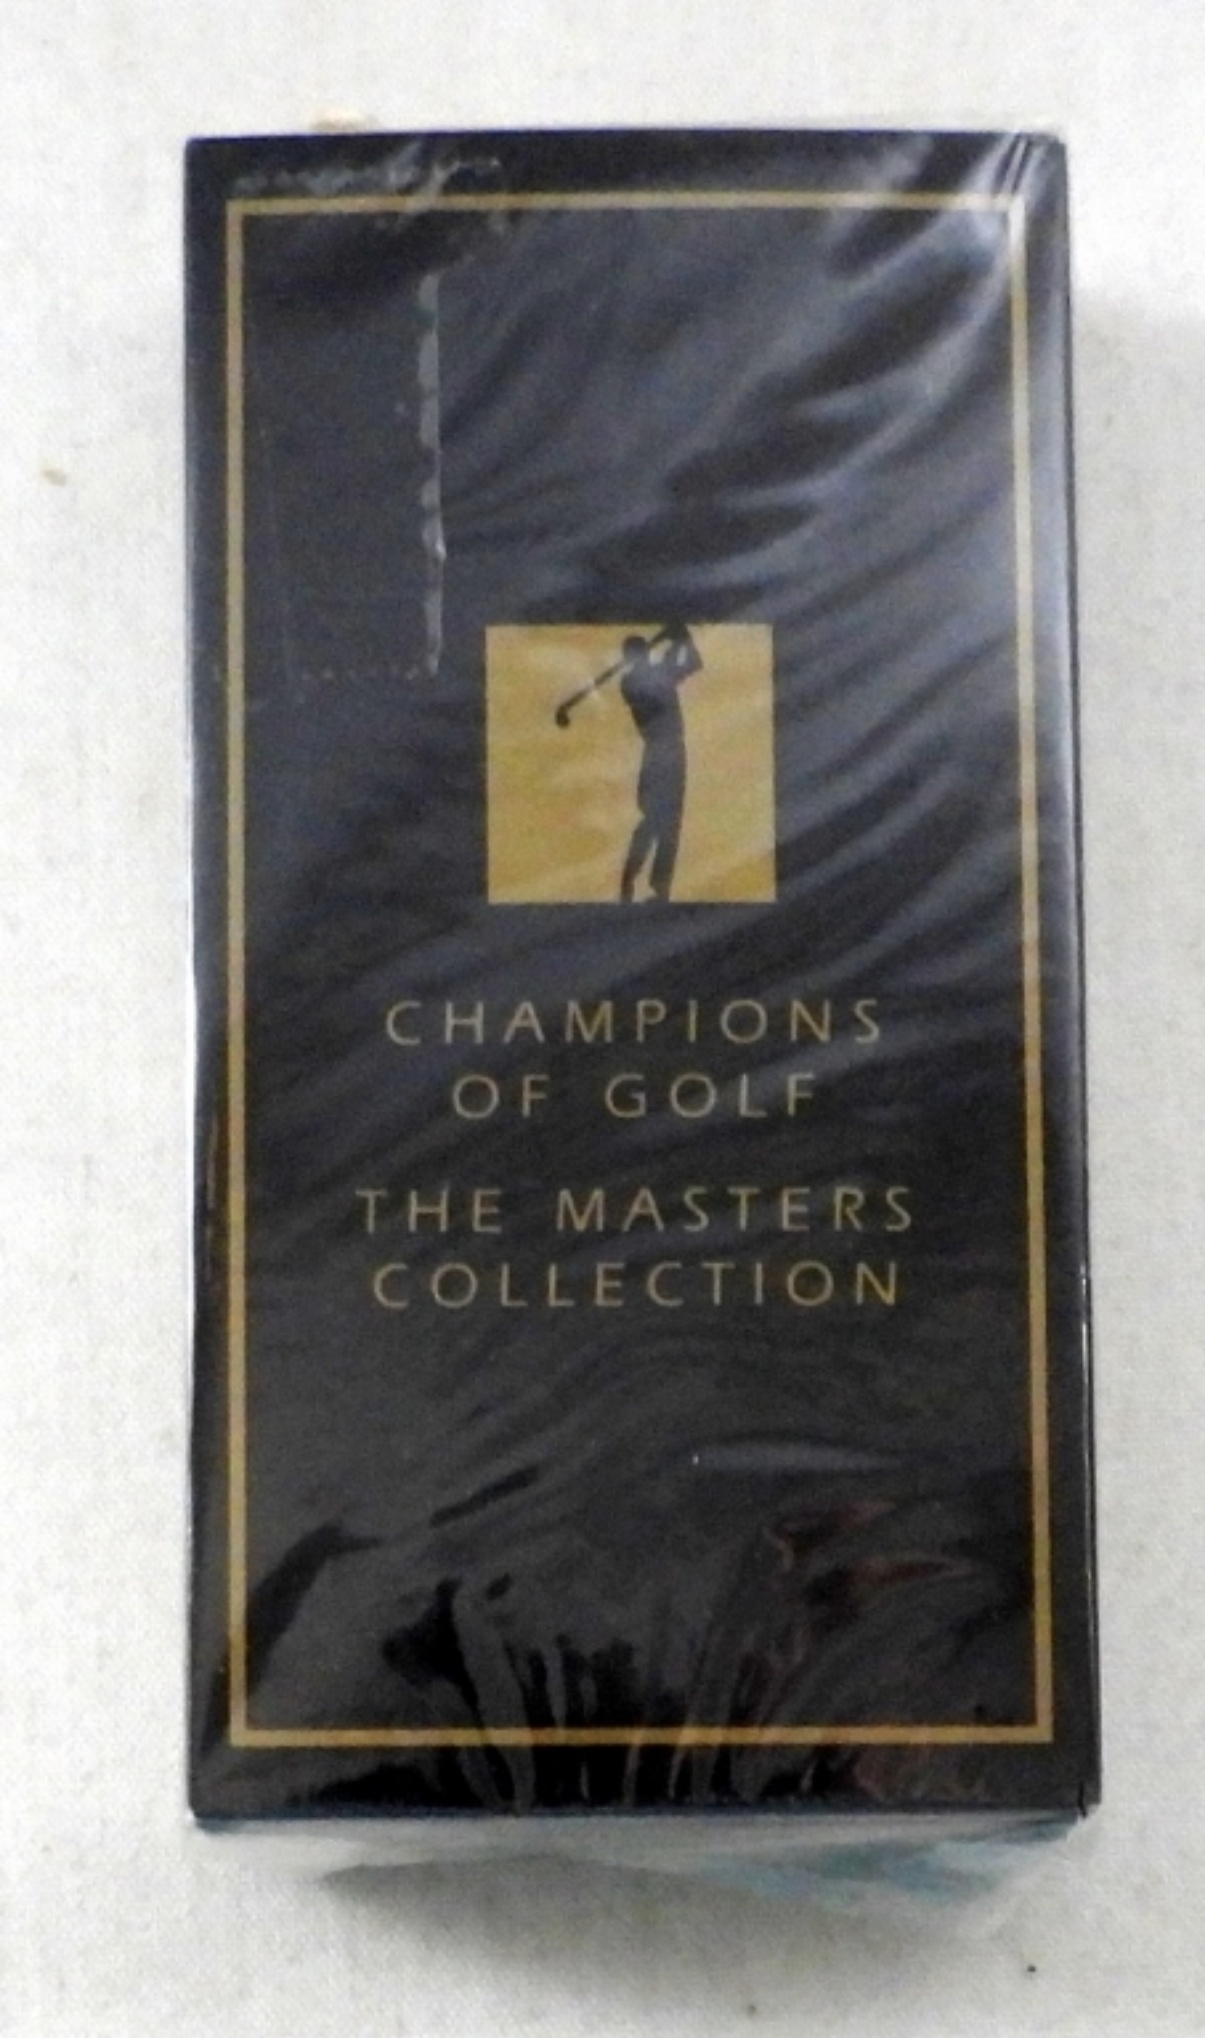 CHAMPIONS
OF GOLF
THE MASTERS
COLLECTION